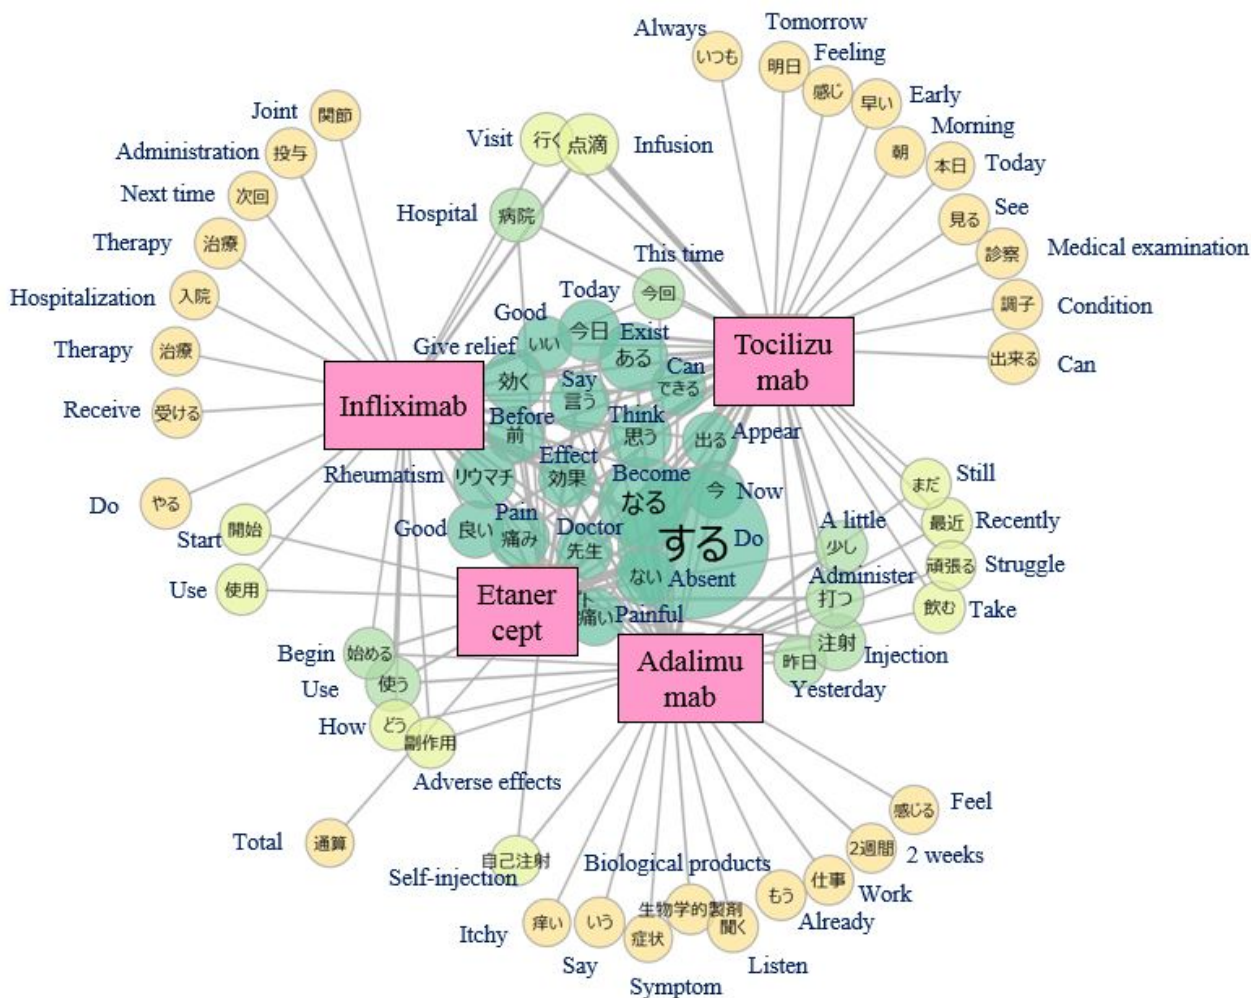 Always
いつも
Tomorrow
明日
Feeling
感じ
早い
Early
Joint
関節
Visit
行く
点滴
Infusion
朝
Morning
Administration
投与
本日
Today
Next time
次回
Hospital
病院
見る
See
Therapy
治療
This time
今回
診察
Medical examination
Hospitalization
入院
Today
今日
調子
Condition
Good
いい
Exist
ある
Tocilizu
mab
Therapy
治療
Give relief
効く
Say
言う
Can
できる
出来る
Can
Receive
受ける
Infliximab
Before
前
Think
思う
出る
Appear
Rheumatism
リウマチ
Effect
効果
Become
なる
今
Now
まだ
Still
Do
やる
Start
開始
Good
良い
Pain
痛み
Doctor
先生
する
Do
A little
少し
最近
Recently
Use
使用
Etaner
cept
ない
Absent
Administer
打つ
頑張る
Struggle
飲む
Take
痛い
Painful
Begin
始める
Adalimu
mab
注射
Injection
昨日
Yesterday
Use
使う
How
どう
副作用
Adverse effects
Total
通算
自己注射
Self-injection
Biological products
生物学的製剤
感じる
Feel
2週間
2 weeks
仕事
Work
もう
Already
痒い
Itchy
いう
Say
症状
Symptom
聞く
Listen